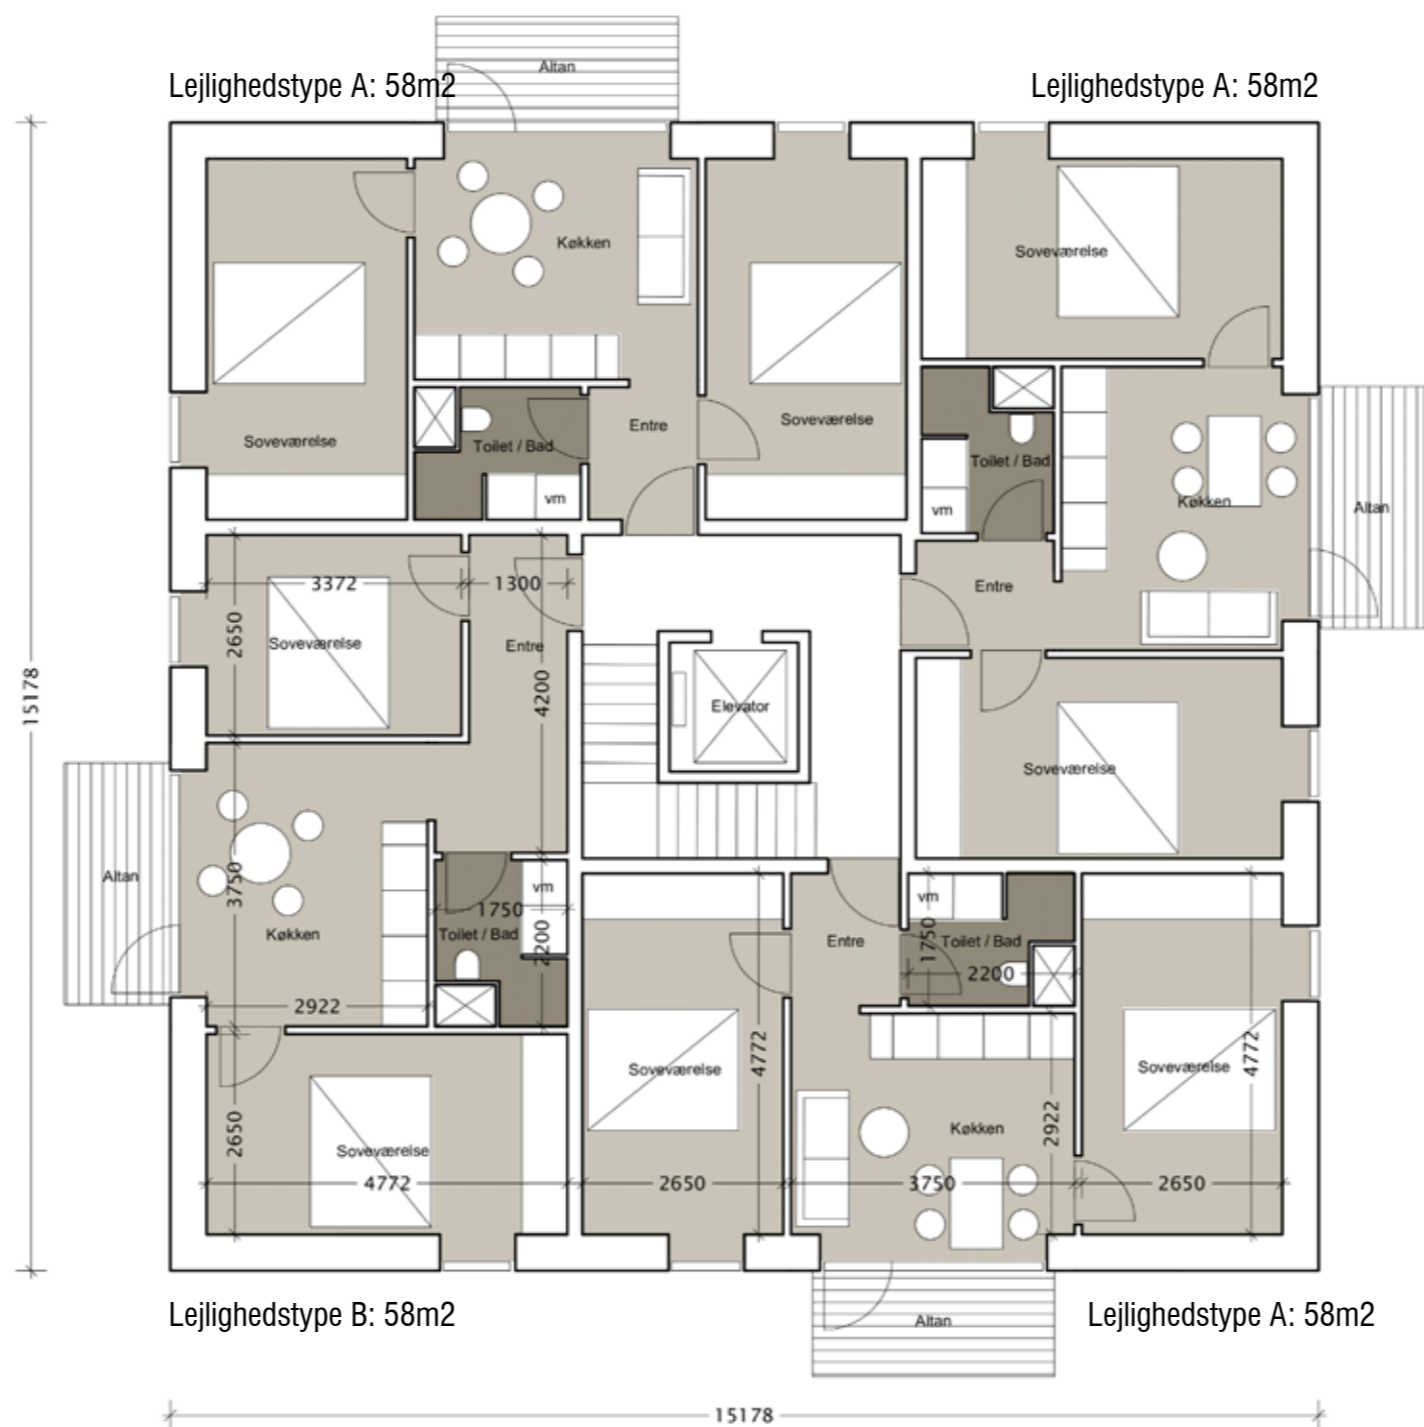 Altan
Lejlighedstype A: 58m2
Lejlighedstype A: 58m2
Køkken
Soveværelse
Soveværelse
Toilet / Bad
Entre
Soveværelse
vm
Toilet / Bad
vm
Køkken
Altan
3372
1300
2650
Soveværelse
Entre
4200
Entre
15178
Elevator
Soveværelse
Altan
3750
Køkken
vm
1750
Toilet / Bad
2200
2922
Entre
vm
1750
Toilet / Bad
2200
Soveværelse
4772
Soveværelse
4772
2650
Soveværelse
4772
2650
Køkken
2922
3750
2650
Lejlighedstype B: 58m2
Altan
Lejlighedstype A: 58m2
15178